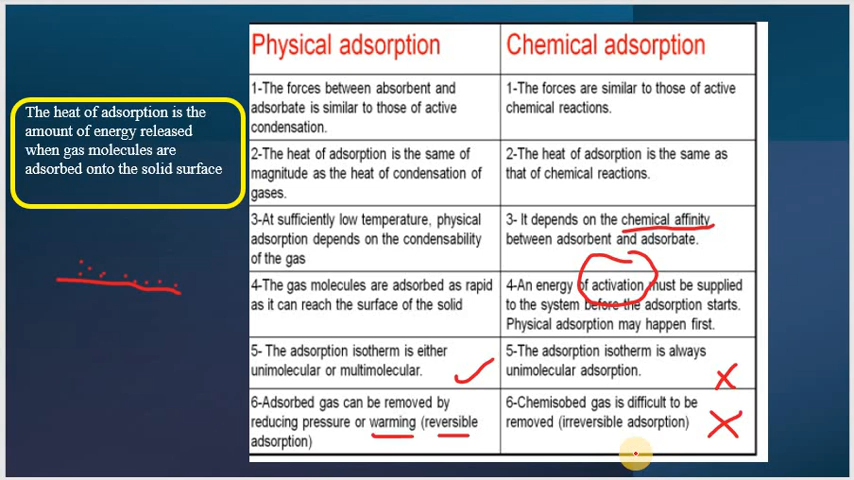 The heat of adsorption is the
amount of energy released
when gas molecules are
adsorbed onto the solid surface
Physical adsorption
Chemical adsorption
1-The forces between absorbent and
adsorbate is similar to those of active
condensation.
1-The forces are similar to those of active
chemical reactions.
2-The heat of adsorption is the same of
magnitude as the heat of condensation of
gases.
2-The heat of adsorption is the same as
that of chemical reactions.
3-At sufficiently low temperature, physical
adsorption depends on the condensability
of the gas
3- It depends on the chemical affinity
between adsorbent and adsorbate.
4-The gas molecules are adsorbed as rapid
as it can reach the surface of the solid
4-An energy of activation must be supplied
to the system before the adsorption starts.
Physical adsorption may happen first.
5- The adsorption isotherm is either
unimolecular or multimolecular.
5-The adsorption isotherm is always
unimolecular adsorption.
6-Adsorbed gas can be removed by
reducing pressure or warming (reversible
adsorption)
6-Chemisobed gas is difficult to be
removed (irreversible adsorption)